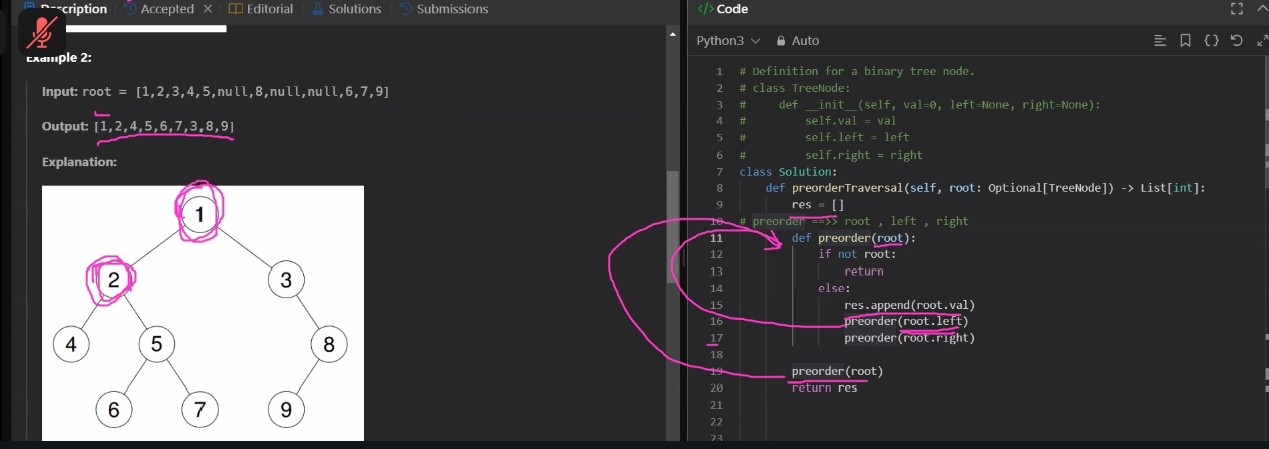 Description
Accepted
Editorial
Solutions
Submissions
Example 2:
Input: root = [1,2,3,4,5,null,8,null,null,6,7,9]
Output: [1,2,4,5,6,7,3,8,9]
Explanation:
1
2
3
4
5
8
6
7
9
</> Code
Python3
Auto
1 # Definition for a binary tree node.
2 # class TreeNode:
3 #     def __init__(self, val=0, left=None, right=None):
4 #         self.val = val
5 #         self.left = left
6 #         self.right = right
7 class Solution:
8     def preorderTraversal(self, root: Optional[TreeNode]) -> List[int]:
9         res = []
10 # preorder ==>> root , left , right
11         def preorder(root):
12             if not root:
13                 return
14             else:
15                 res.append(root.val)
16                 preorder(root.left)
17                 preorder(root.right)
18
19         preorder(root)
20         return res
21
22
23